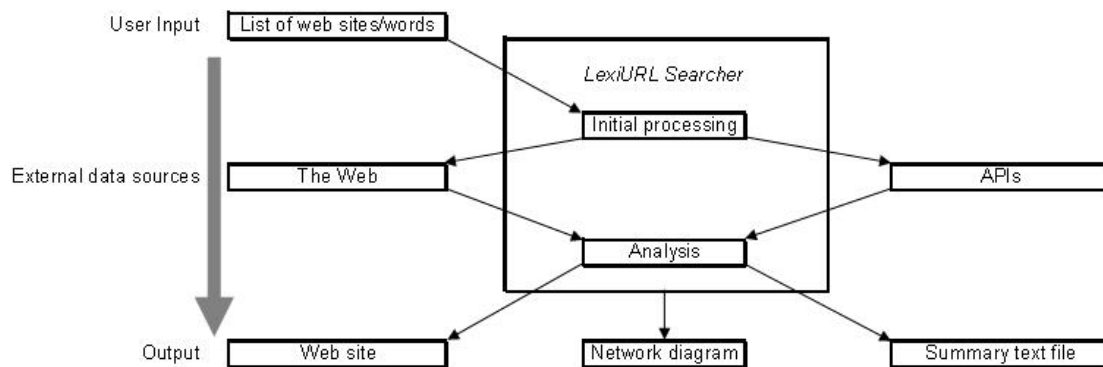 User Input
List of web sites/words
LexiURL Searcher
Initial processing
External data sources
The Web
APIs
Analysis
Output
Web site
Network diagram
Summary text file